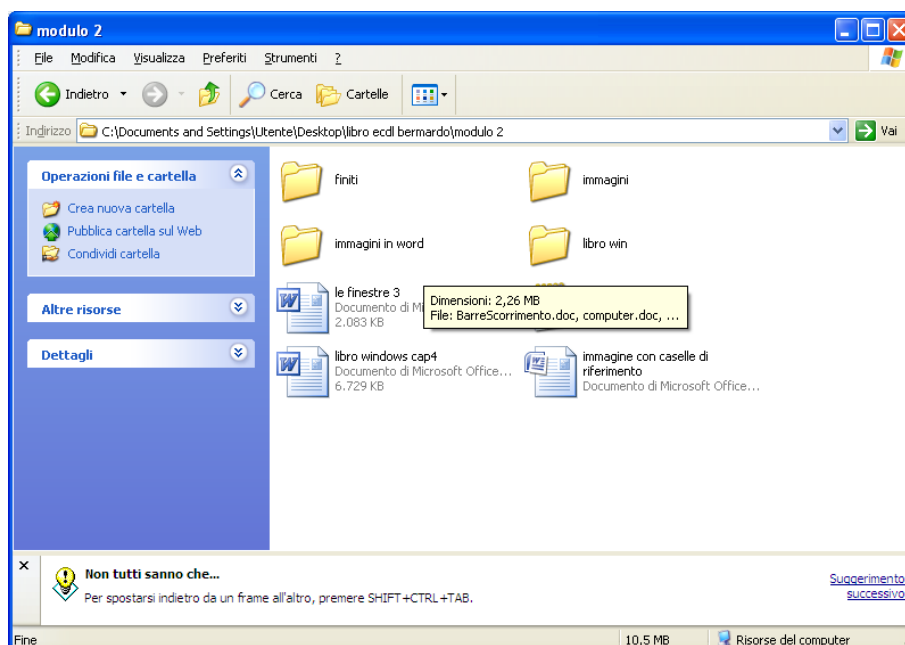 modulo 2
File Modifica Visualizza Preferiti Strumenti ?
Indietro Cerca Cartelle
Indirizzo C:\Documents and Settings\Utente\Desktop\libro ecdl bermardo\modulo 2 Vai
Operazioni file e cartella
Crea nuova cartella
Pubblica cartella sul Web
Condividi cartella
Altre risorse
Dettagli
finiti
immagini
immagini in word
libro win
le finestre 3
Documento di Mi
2.083 KB
Dimensioni: 2,26 MB
File: BarreScorrimento.doc, computer.doc, ...
libro windows cap4
Documento di Microsoft Office...
6.729 KB
immagine con caselle di
riferimento
Documento di Microsoft Office...
Non tutti sanno che...
Per spostarsi indietro da un frame all'altro, premere SHIFT+CTRL+TAB.
Suggerimento
successivo
Fine 10,5 MB Risorse del computer